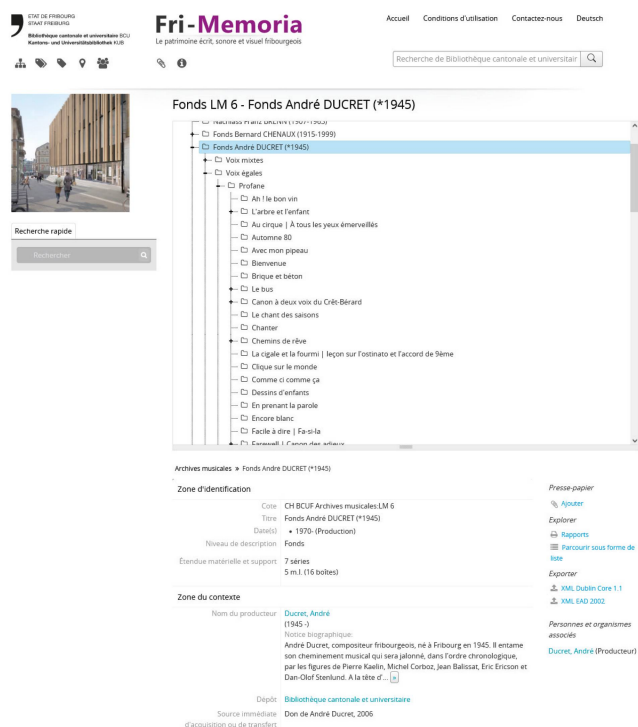 ETAT DE FRIBOURG
STAAT FREIBURG
Bibliothèque cantonale et universitaire BCU
Kantons- und Universitätsbibliothek KUB
Fri-Memoria
Le patrimoine écrit, sonore et visuel fribourgeois
Accueil Conditions d'utilisation Contactez-nous Deutsch
Recherche de Bibliothèque cantonale et universitair
Recherche rapide
Rechercher
Fonds LM 6 - Fonds André DUCRET (*1945)
Nachlass Franz BRENN (1907-1963)
Fonds Bernard CHENAUX (1915-1999)
Fonds André DUCRET (*1945)
Voix mixtes
Voix égales
Profane
Ah ! le bon vin
L'arbre et l'enfant
Au cirque | À tous les yeux émerveillés
Automne 80
Avec mon pipeau
Bienvenue
Brique et béton
Le bus
Canon à deux voix du Crêt-Bérard
Le chant des saisons
Chanter
Chemins de rêve
La cigale et la fourmi | leçon sur l'ostinato et l'accord de 9ème
Clique sur le monde
Comme ci comme ça
Dessins d'enfants
En prenant la parole
Encore blanc
Facile à dire | Fa-si-la
Farewell | Canon des adieux
Archives musicales » Fonds André DUCRET (*1945)
Zone d'identification
Cote CH BCUF Archives musicales:LM 6
Titre Fonds André DUCRET (*1945)
Date(s) • 1970- (Production)
Niveau de description Fonds
Étendue matérielle et support 7 séries
5 m.l. (16 boîtes)
Zone du contexte
Nom du producteur Ducret, André
(1945 -)
Notice biographique:
André Ducret, compositeur fribourgeois, né à Fribourg en 1945. Il entame
son cheminement musical qui sera jalonné, dans l'ordre chronologique,
par les figures de Pierre Kaelin, Michel Corboz, Jean Balissat, Eric Ericson et
Dan-Olof Stenlund. A la tête d'... »
Dépôt Bibliothèque cantonale et universitaire
Source immédiate Don de André Ducret, 2006
d'acquisition ou de transfert
Presse-papier
Ajouter
Explorer
Rapports
Parcourir sous forme de
liste
Exporter
XML Dublin Core 1.1
XML EAD 2002
Personnes et organismes
associés
Ducret, André (Producteur)